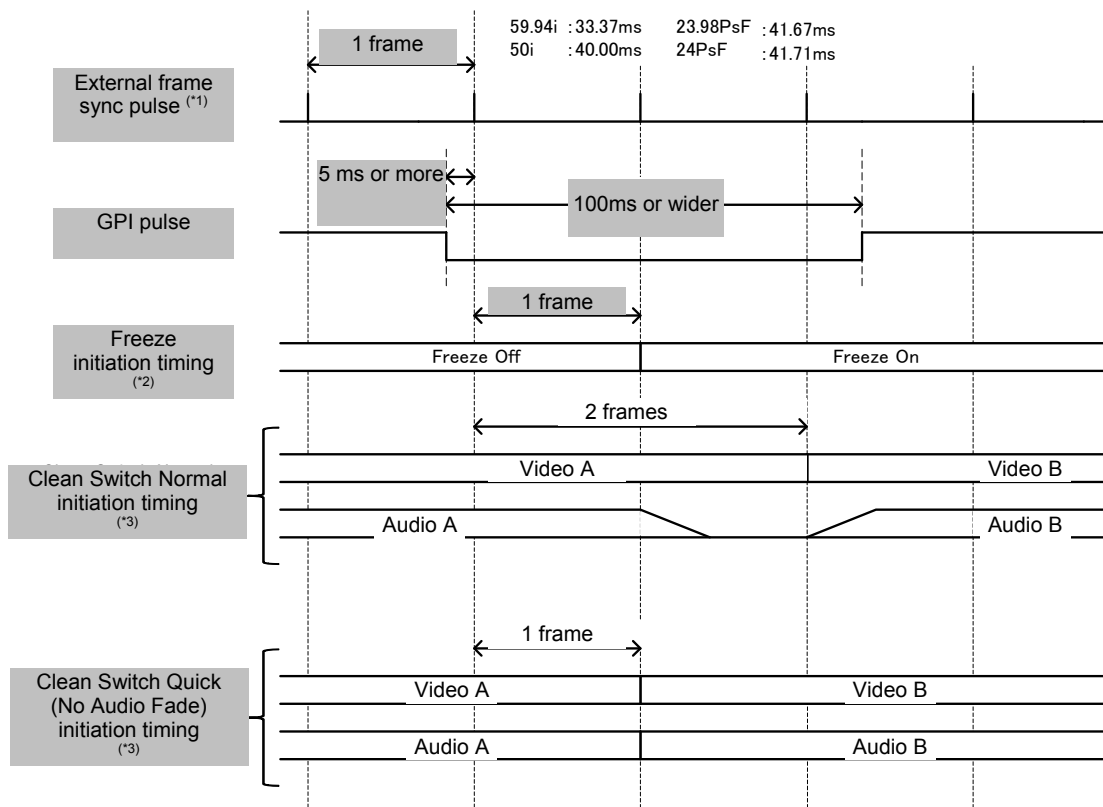 59.94i :33.37ms 23.98PsF :41.67ms
50i :40.00ms 24PsF :41.71ms
1 frame
External frame
sync pulse (*1)
5 ms or more
100ms or wider
GPI pulse
1 frame
Freeze
initiation timing
(*2)
Freeze Off
Freeze On
2 frames
Clean Switch Normal
initiation timing
(*3)
Video A
Video B
Audio A
Audio B
1 frame
Clean Switch Quick
(No Audio Fade)
initiation timing
(*3)
Video A
Video B
Audio A
Audio B